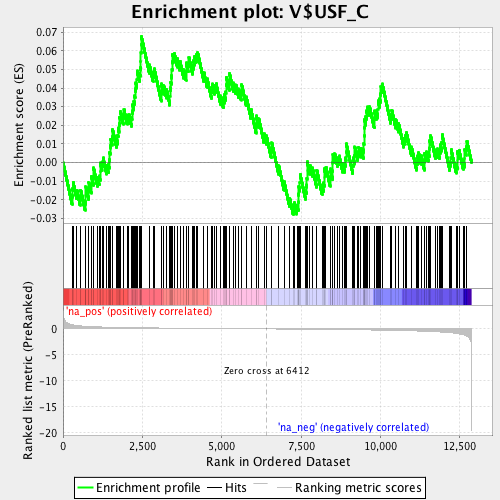 Enrichment plot: V$USF_C
Enrichment score (ES)
0.07
0.06
0.05
0.04
0.03
0.02
0.01
0.00
-0.01
-0.02
-0.03
Ranked list metric (PreRanked)
'na_pos' (positively correlated)
0
-5
-10
-15
-20
Zero cross at 6412
'na_neg' (negatively correlated)
0
2,500
5,000
7,500
10,000
12,500
Rank in Ordered Dataset
Enrichment profile
Hits
Ranking metric scores